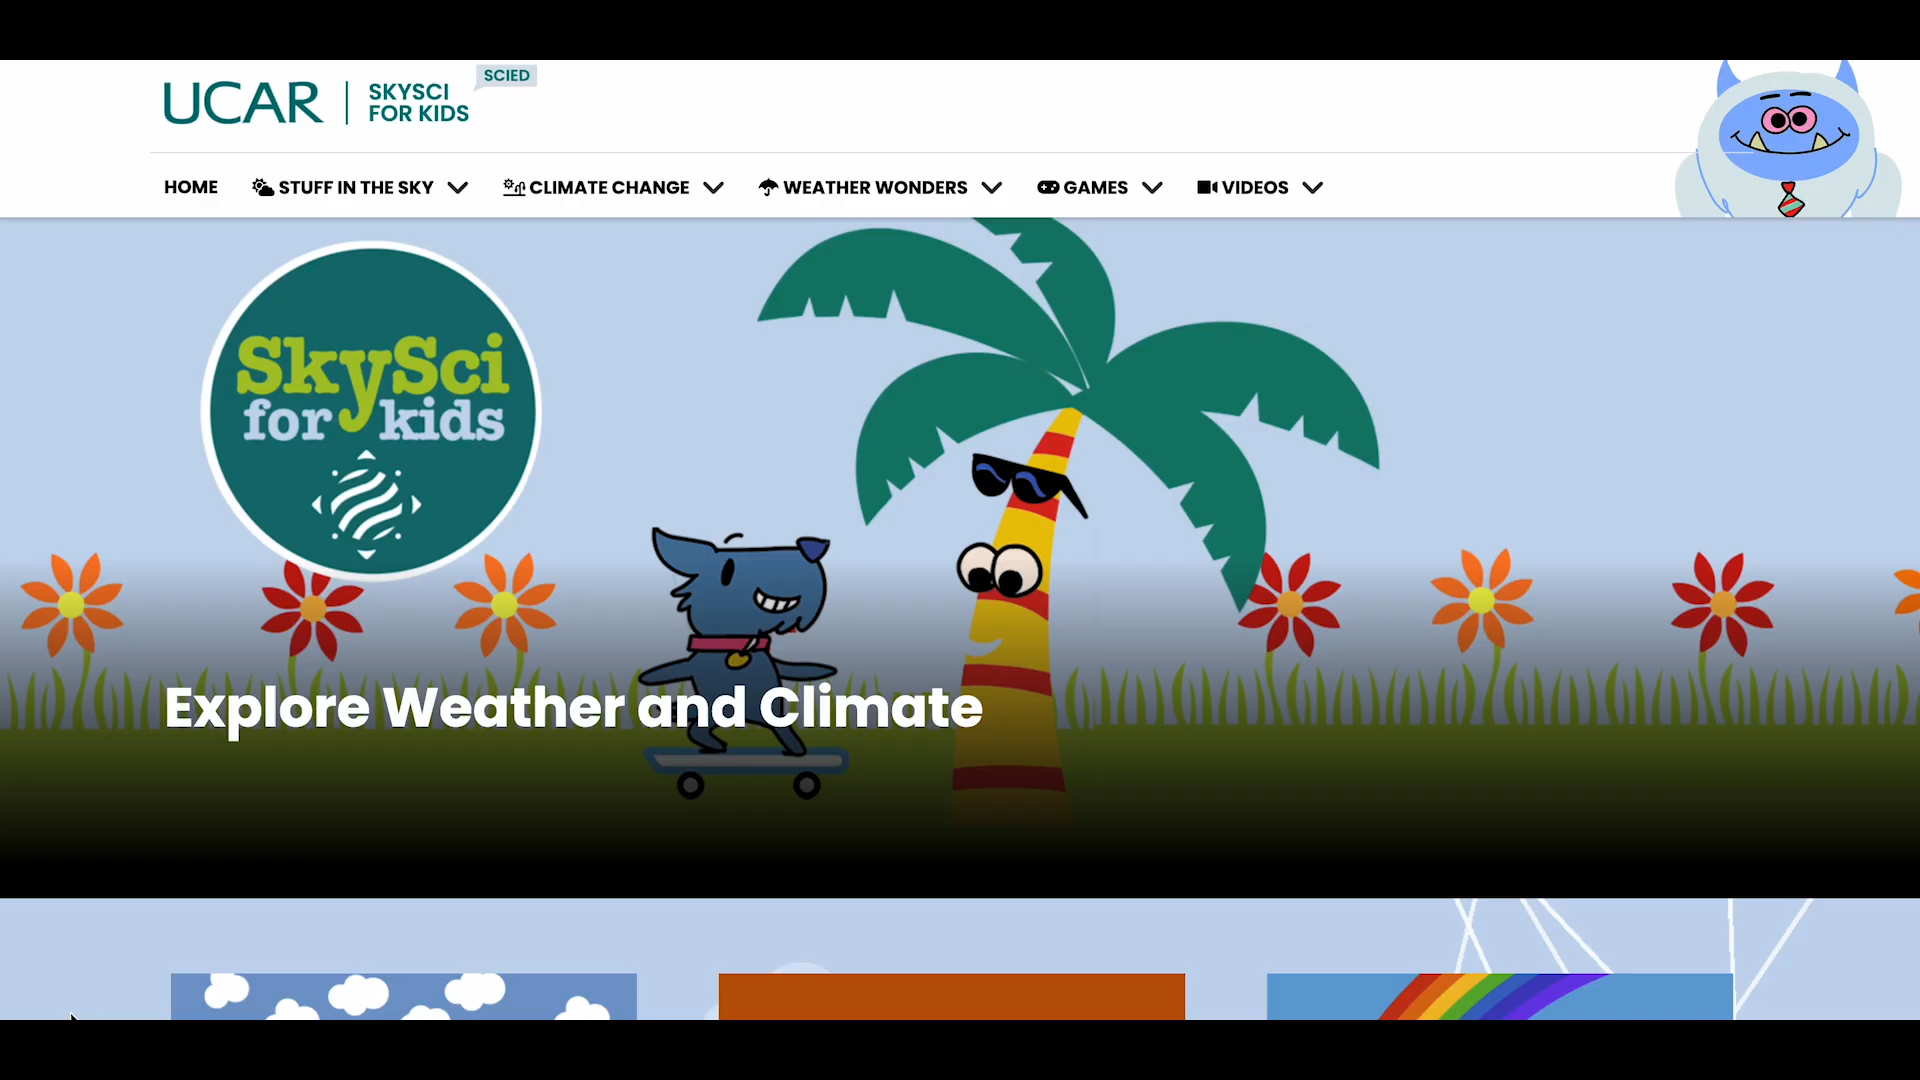 SCIED
UCAR
SKYSCI
FOR KIDS
HOME
STUFF IN THE SKY
CLIMATE CHANGE
WEATHER WONDERS
GAMES
VIDEOS
SkySci
for kids
Explore Weather and Climate